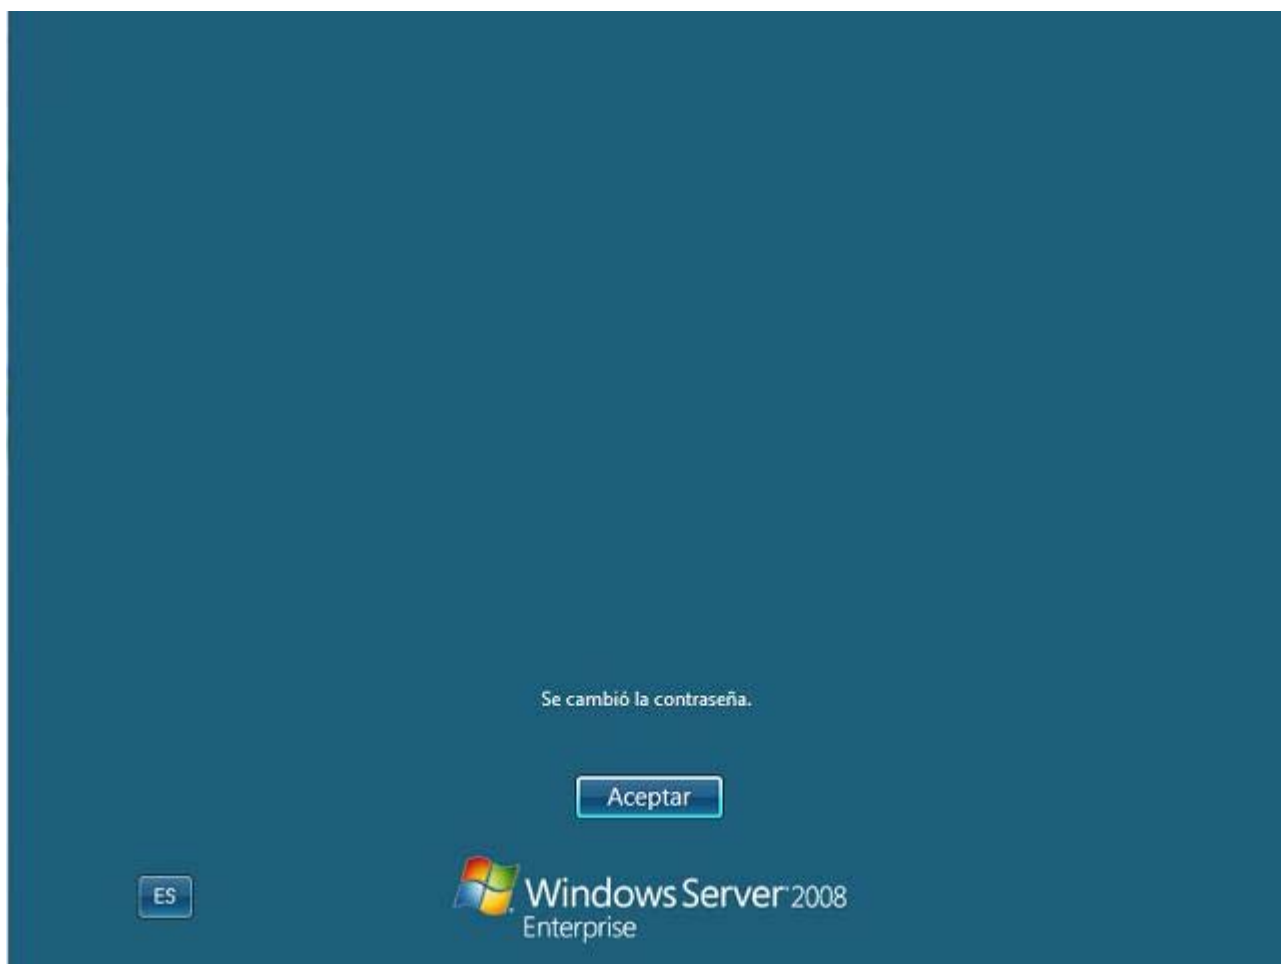 Se cambió la contraseña.
Aceptar
ES
Windows Server 2008
Enterprise